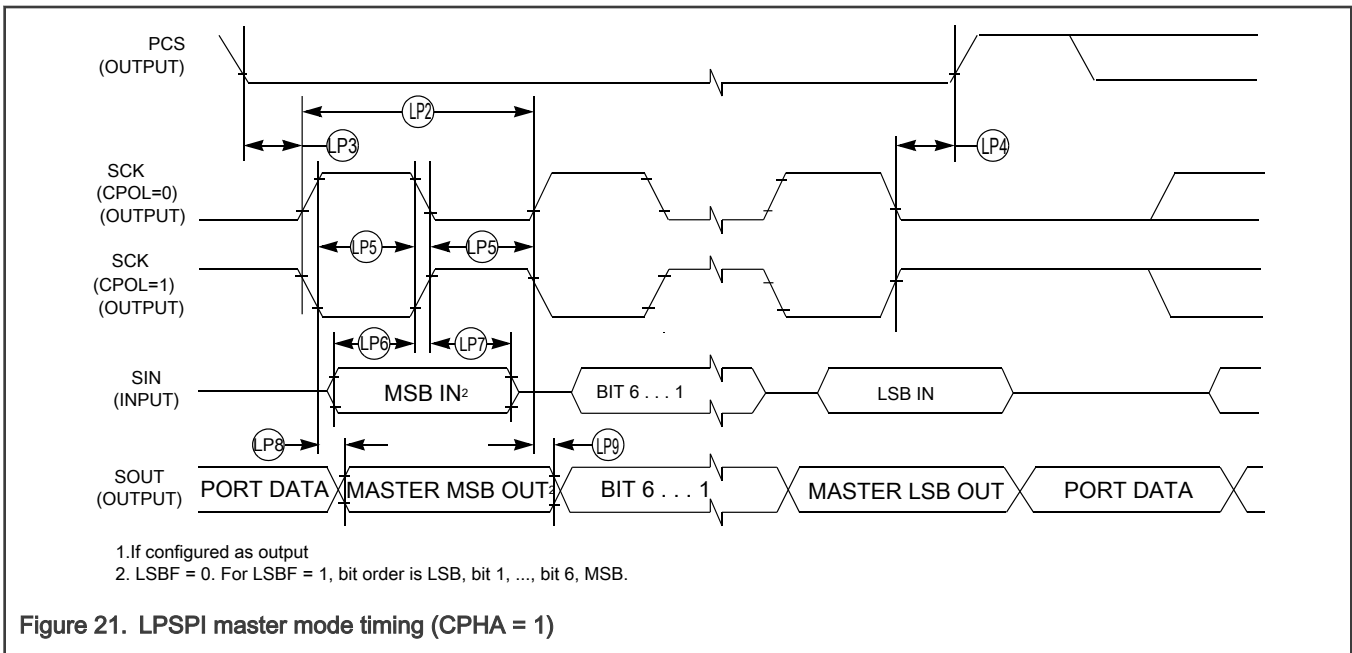 PCS
(OUTPUT)
LP2
LP3
LP4
SCK
(CPOL=0)
(OUTPUT)
LP5
LP5
SCK
(CPOL=1)
(OUTPUT)
LP6
LP7
SIN
(INPUT)
MSB IN2
BIT 6 . . . 1
LSB IN
LP8
LP9
SOUT
(OUTPUT)
PORT DATA
MASTER MSB OUT2
BIT 6 . . . 1
MASTER LSB OUT
PORT DATA
1.If configured as output
2. LSBF = 0. For LSBF = 1, bit order is LSB, bit 1, ..., bit 6, MSB.
Figure 21. LPSPI master mode timing (CPHA = 1)